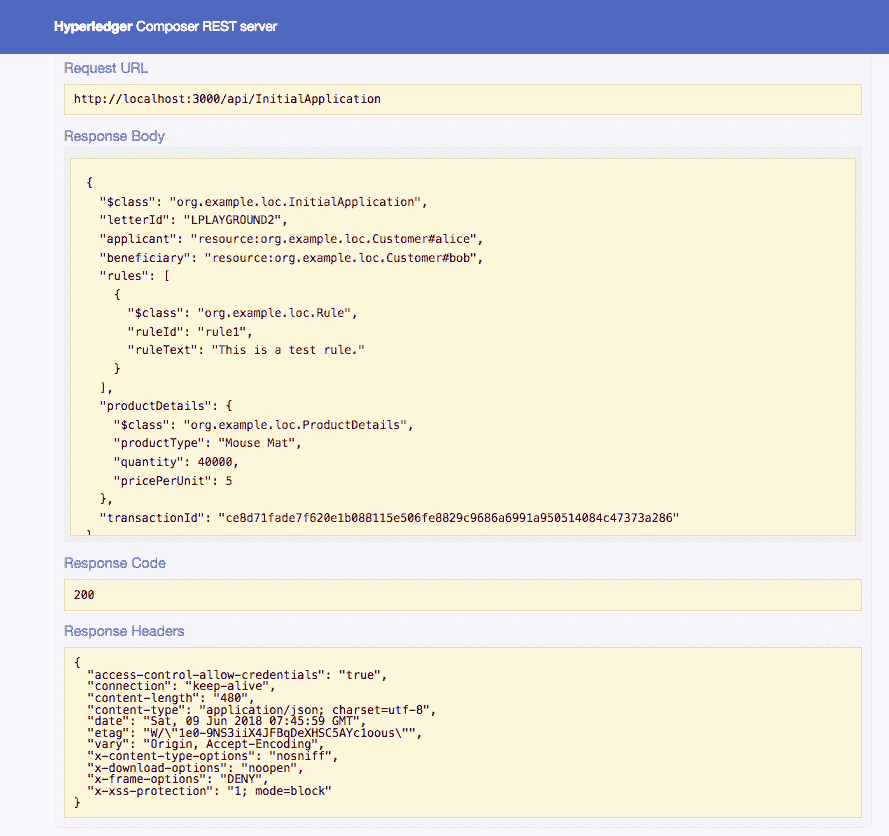 Hyperledger Composer REST server
Request URL
http://localhost:3000/api/InitialApplication
Response Body
{
"$class": "org.example.loc.InitialApplication",
"letterId": "LPLAYGROUND2",
"applicant": "resource:org.example.loc.Customer#alice",
"beneficiary": "resource:org.example.loc.Customer#bob",
"rules": [
{
"$class": "org.example.loc.Rule",
"ruleId": "rule1",
"ruleText": "This is a test rule."
}
],
"productDetails": {
"$class": "org.example.loc.ProductDetails",
"productType": "Mouse Mat",
"quantity": 40000,
"pricePerUnit": 5
},
"transactionId": "ce8d71fade7f620e1b088115e506fe8829c9686a6991a950514084c47373a286"
}
Response Code
200
Response Headers
{
"access-control-allow-credentials": "true",
"connection": "keep-alive",
"content-length": "480",
"content-type": "application/json; charset=utf-8",
"date": "Sat, 09 Jun 2018 07:45:59 GMT",
"etag": "W/\"1e0-9NS3iiX4JFBqDeXHSC5AYc1oous\"",
"vary": "Origin, Accept-Encoding",
"x-content-type-options": "nosniff",
"x-download-options": "noopen",
"x-frame-options": "DENY",
"x-xss-protection": "1; mode=block"
}